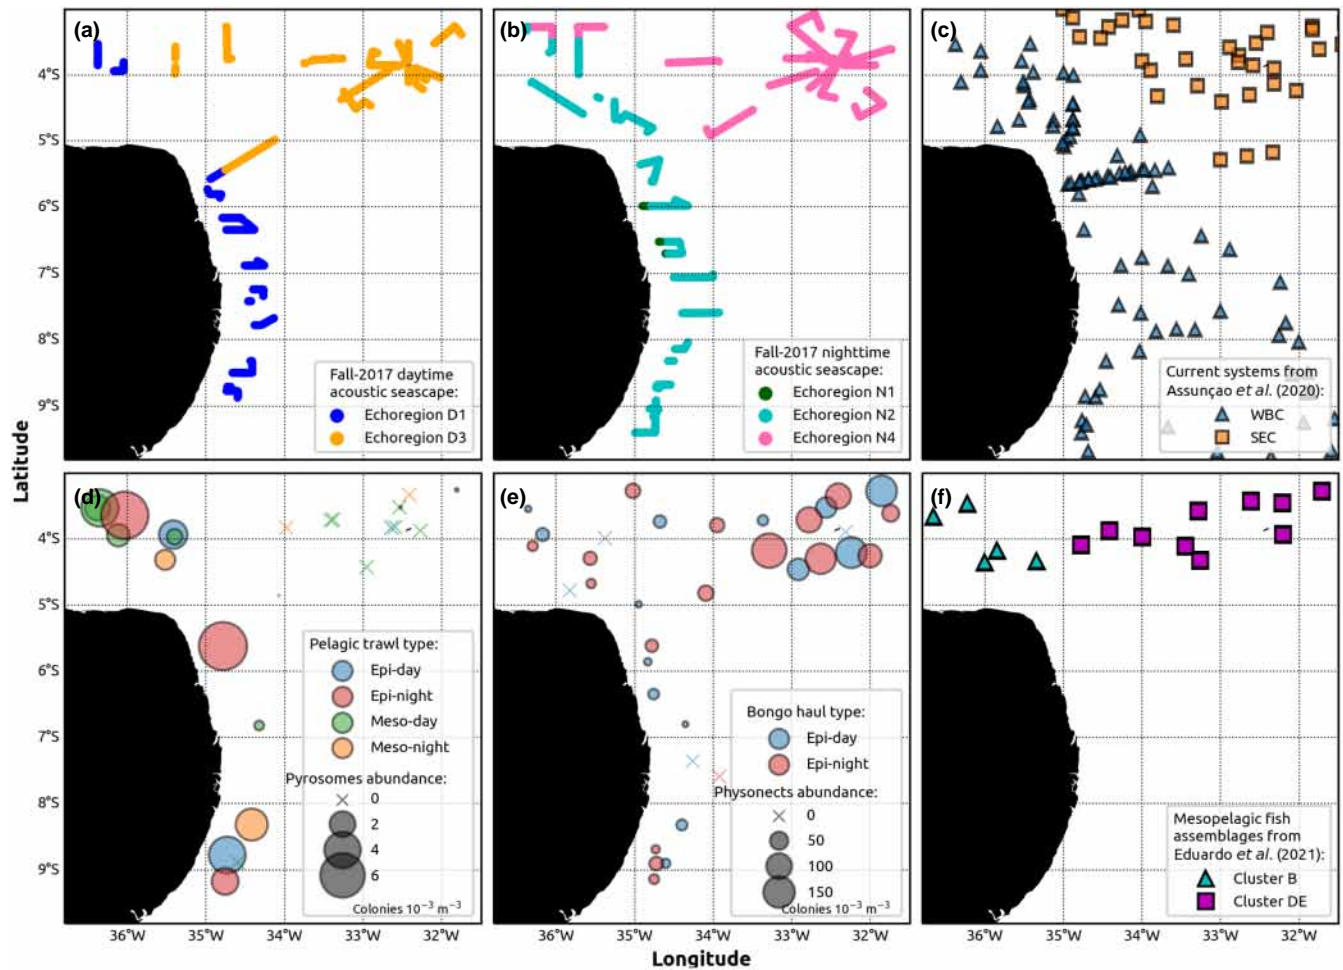 (a)
(b)
(c)
4°S
5°S
6°S
7°S
8°S
9°S
Fall-2017 daytime
acoustic seascape:
Echoregion D1
Echoregion D3
Fall-2017 nighttime
acoustic seascape:
Echoregion N1
Echoregion N2
Echoregion N4
Current systems from
Assunçao et al. (2020):
WBC
SEC
Latitude
(d)
(e)
(f)
4°S
5°S
6°S
7°S
8°S
9°S
Pelagic trawl type:
Epi-day
Epi-night
Meso-day
Meso-night
Pyrosomes abundance:
0
2
4
6
Colonies 10⁻³ m⁻³
Bongo haul type:
Epi-day
Epi-night
Physonects abundance:
0
50
100
150
Colonies 10⁻³ m⁻³
Mesopelagic fish
assemblages from
Eduardo et al. (2021):
Cluster B
Cluster DE
36°W 35°W 34°W 33°W 32°W
36°W 35°W 34°W 33°W 32°W
36°W 35°W 34°W 33°W 32°W
Longitude